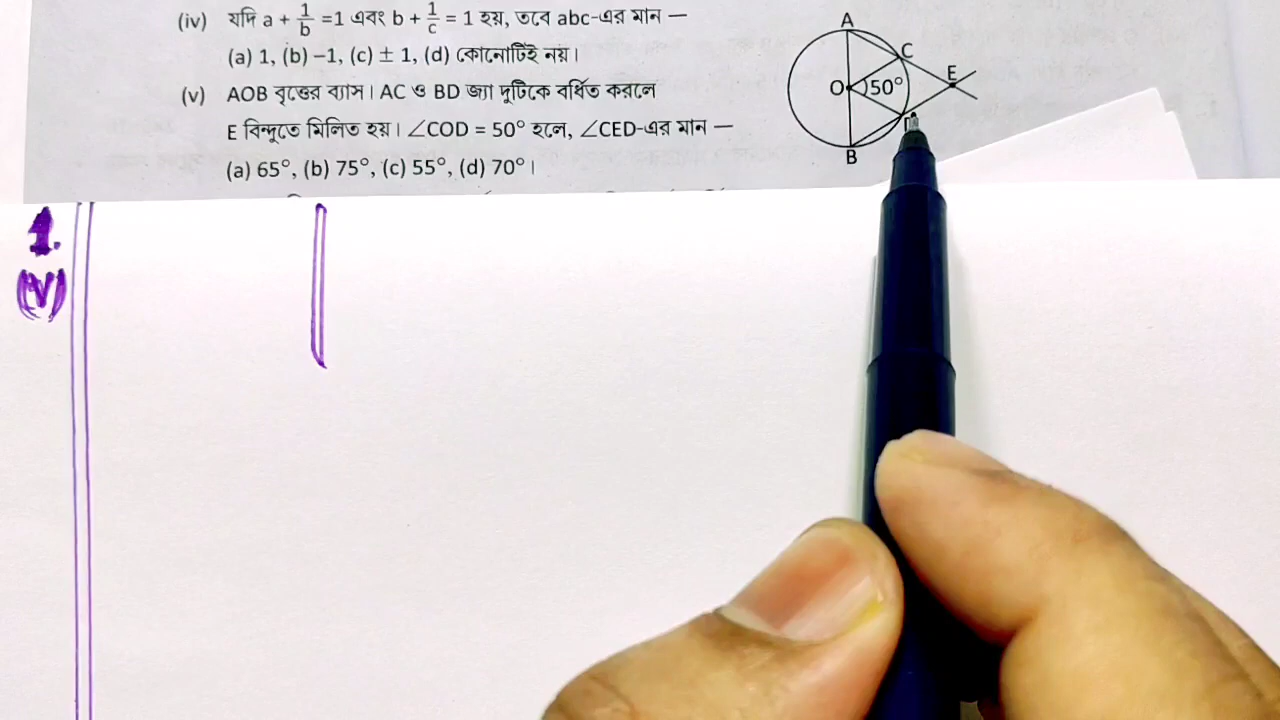 (iv) যদি a + 1/b =1 এবং b + 1/c = 1 হয়, তবে abc-এর মান —
(a) 1, (b) –1, (c) ± 1, (d) কোনোটিই নয়।
(v) AOB বৃত্তের ব্যাস। AC ও BD জ্যা দুটিকে বর্ধিত করলে
E বিন্দুতে মিলিত হয়। ∠COD = 50° হলে, ∠CED-এর মান —
(a) 65°, (b) 75°, (c) 55°, (d) 70°।
A
C
E
O
50°
B
1.
(V)